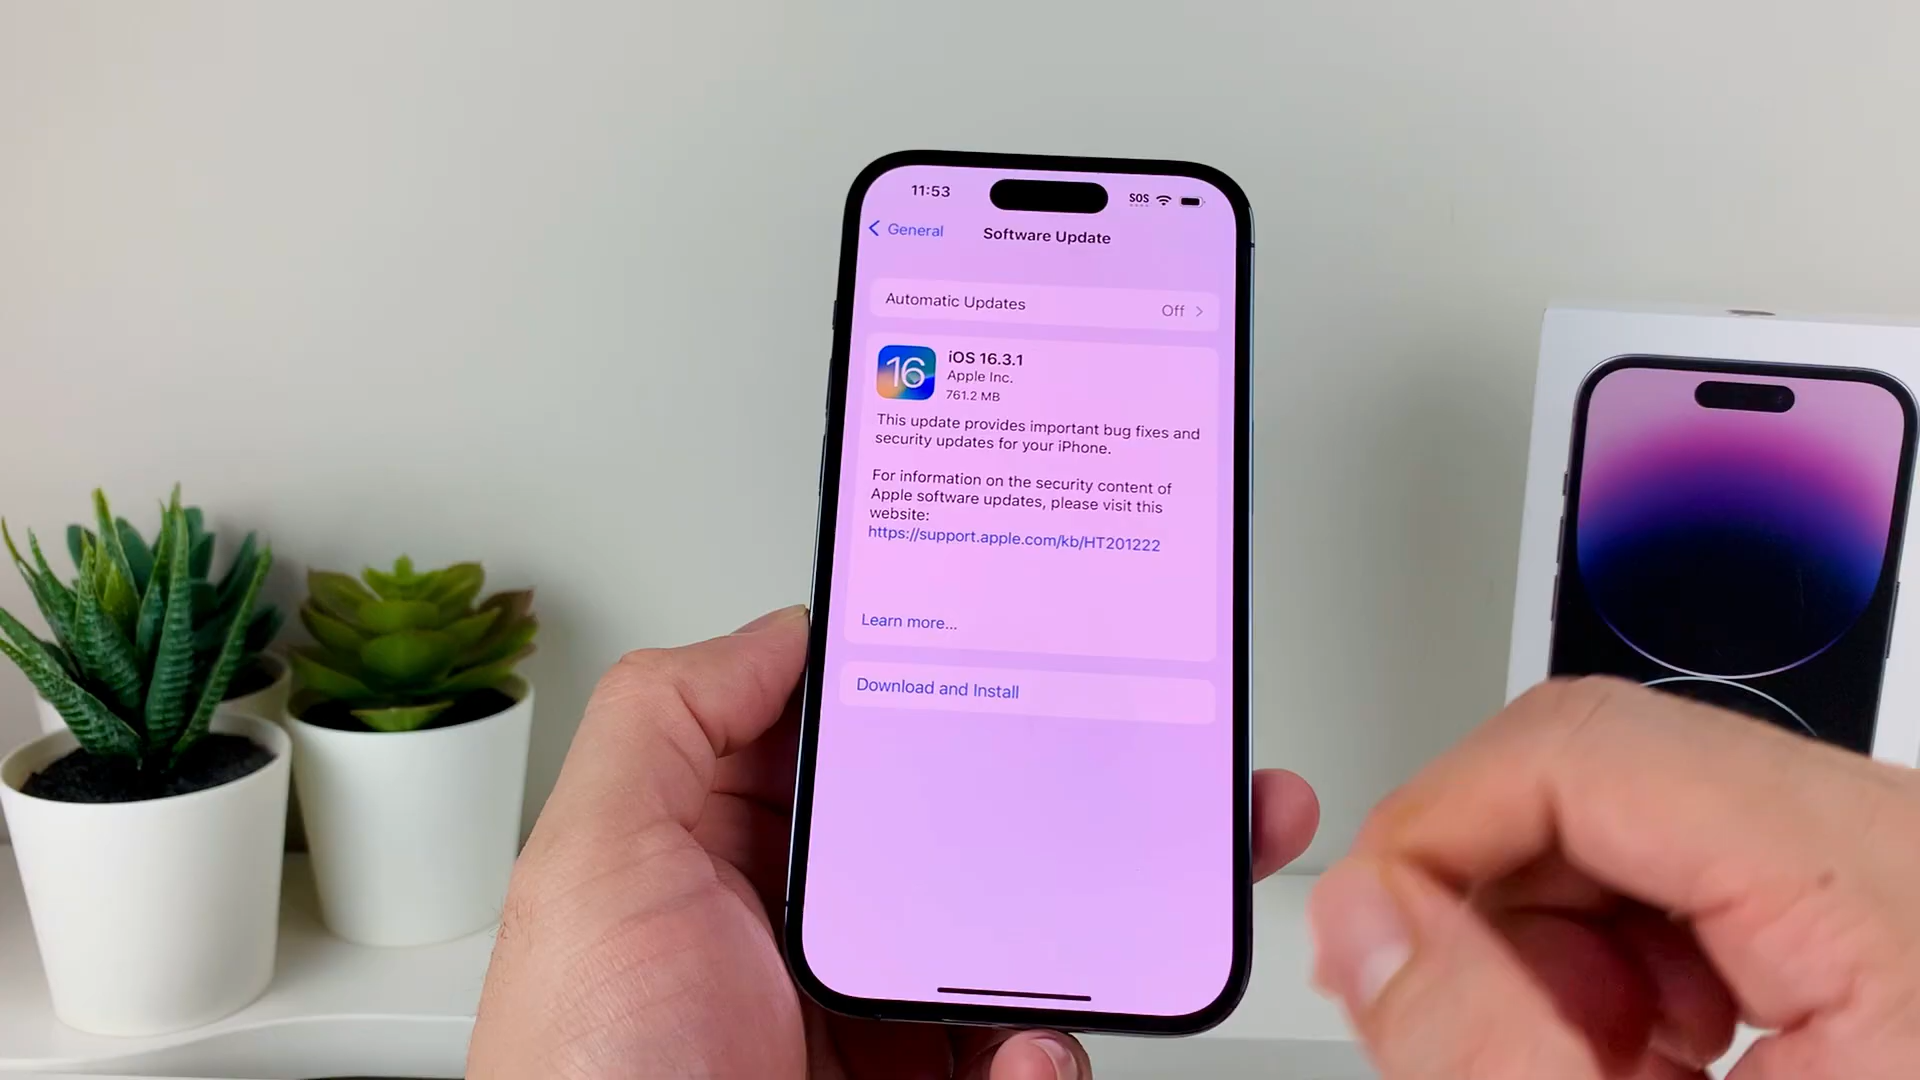 11:53
SOS
General
Software Update
Automatic Updates
Off
16
iOS 16.3.1
Apple Inc.
761.2 MB
This update provides important bug fixes and
security updates for your iPhone.
For information on the security content of
Apple software updates, please visit this
website:
https://support.apple.com/kb/HT201222
Learn more...
Download and Install